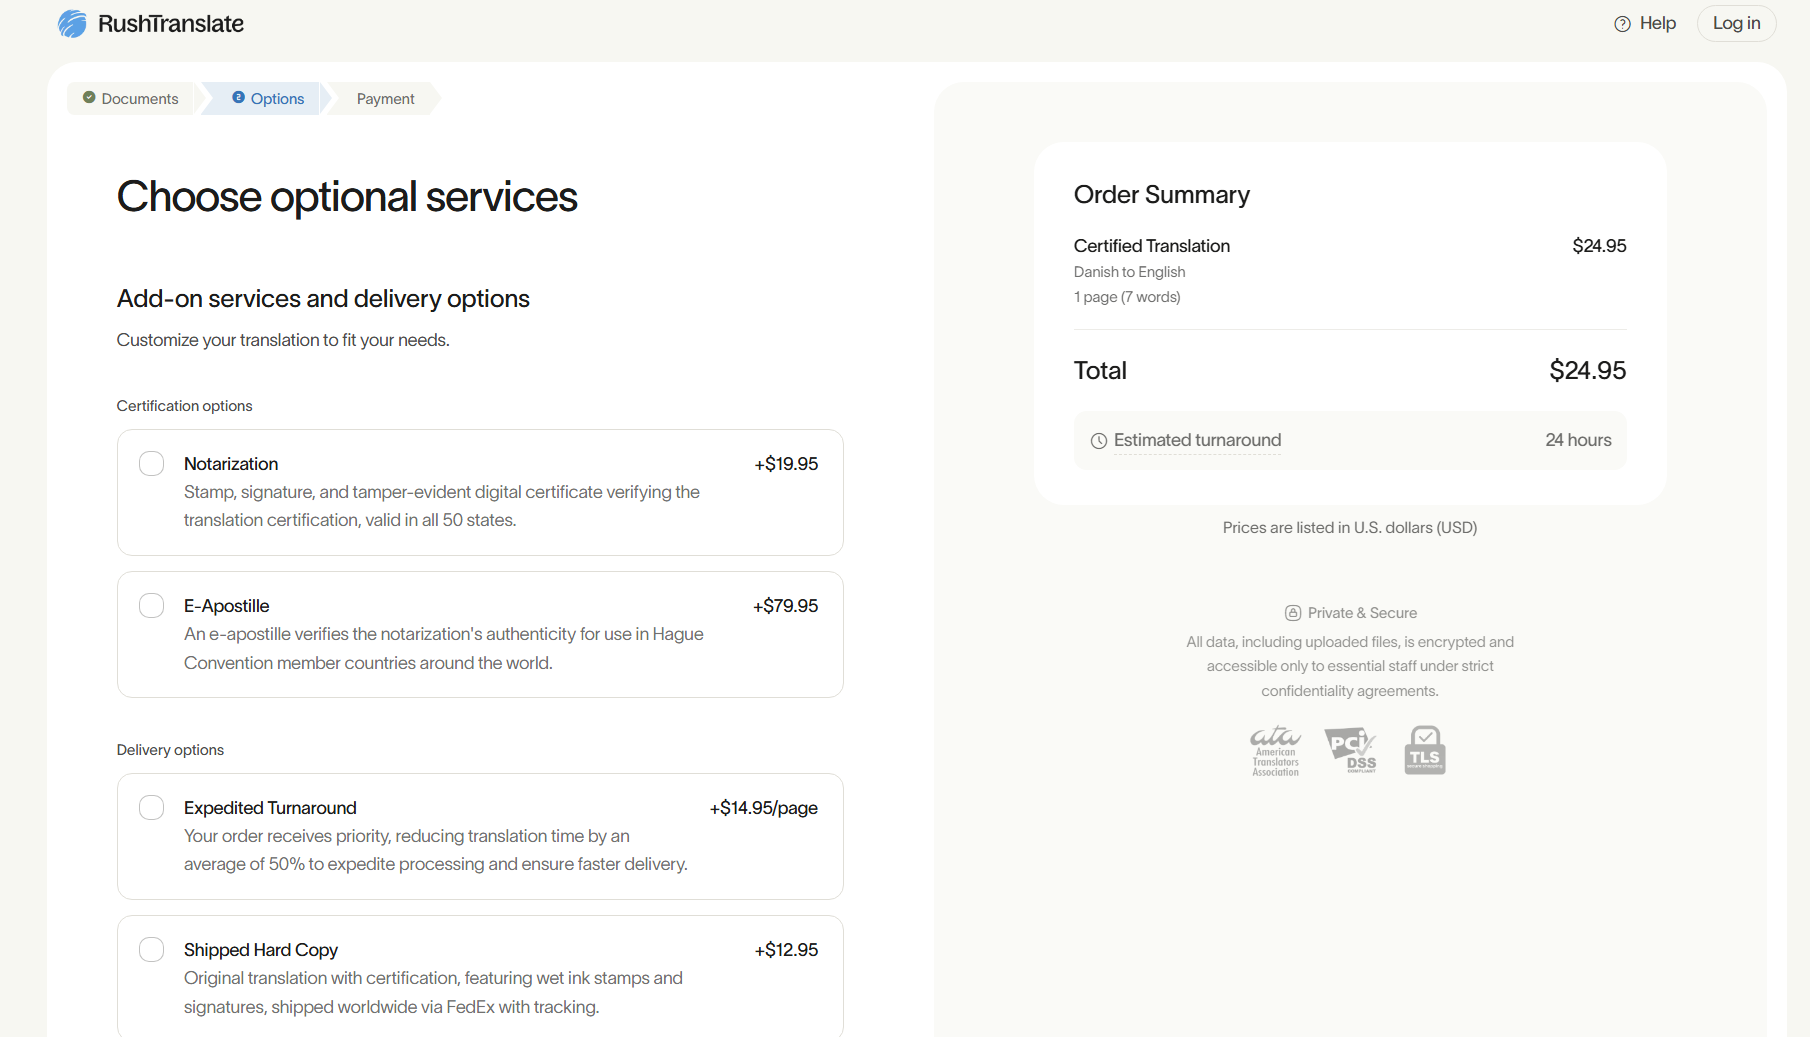 RushTranslate
Help
Log in
Documents
2 Options
Payment
Choose optional services
Add-on services and delivery options
Customize your translation to fit your needs.
Certification options
Notarization +$19.95
Stamp, signature, and tamper-evident digital certificate verifying the
translation certification, valid in all 50 states.
E-Apostille +$79.95
An e-apostille verifies the notarization's authenticity for use in Hague
Convention member countries around the world.
Delivery options
Expedited Turnaround +$14.95/page
Your order receives priority, reducing translation time by an
average of 50% to expedite processing and ensure faster delivery.
Shipped Hard Copy +$12.95
Original translation with certification, featuring wet ink stamps and
signatures, shipped worldwide via FedEx with tracking.
Order Summary
Certified Translation $24.95
Danish to English
1 page (7 words)
Total $24.95
Estimated turnaround 24 hours
Prices are listed in U.S. dollars (USD)
Private & Secure
All data, including uploaded files, is encrypted and
accessible only to essential staff under strict
confidentiality agreements.
ata
American
Translators
Association
PCi
DSS
COMPLIANT
TLS